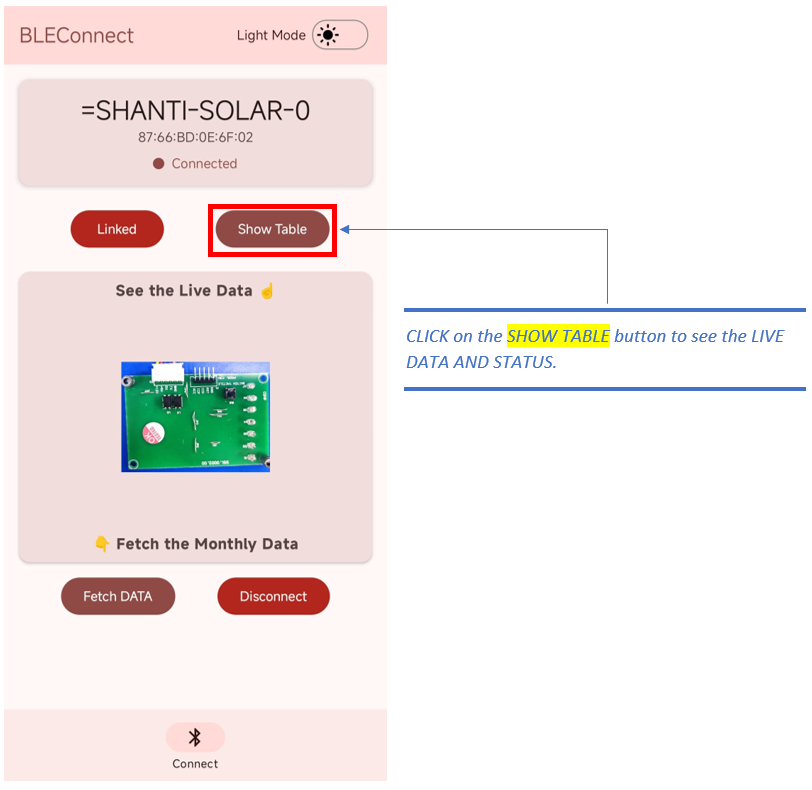 BLEConnect
Light Mode
=SHANTI-SOLAR-0
87:66:BD:0E:6F:02
Connected
Linked
Show Table
See the Live Data ☝
CLICK on the SHOW TABLE button to see the LIVE
DATA AND STATUS.
👇 Fetch the Monthly Data
Fetch DATA
Disconnect
Connect